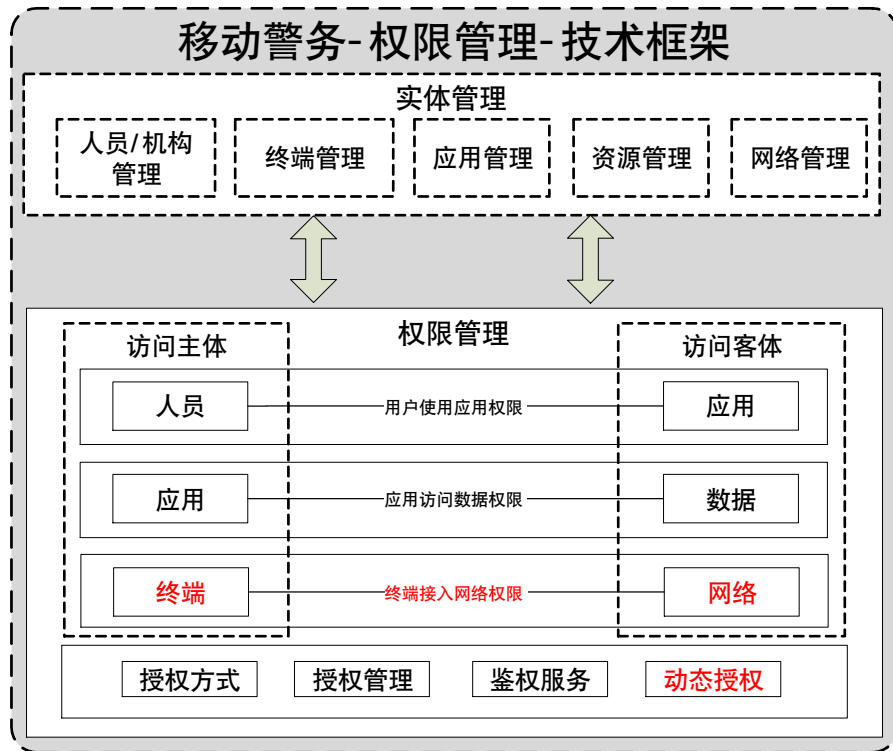 移动警务-权限管理-技术框架
实体管理
人员/机构
管理
终端管理
应用管理
资源管理
网络管理
访问主体
权限管理
访问客体
人员
用户使用应用权限
应用
应用
应用访问数据权限
数据
终端
终端接入网络权限
网络
授权方式
授权管理
鉴权服务
动态授权